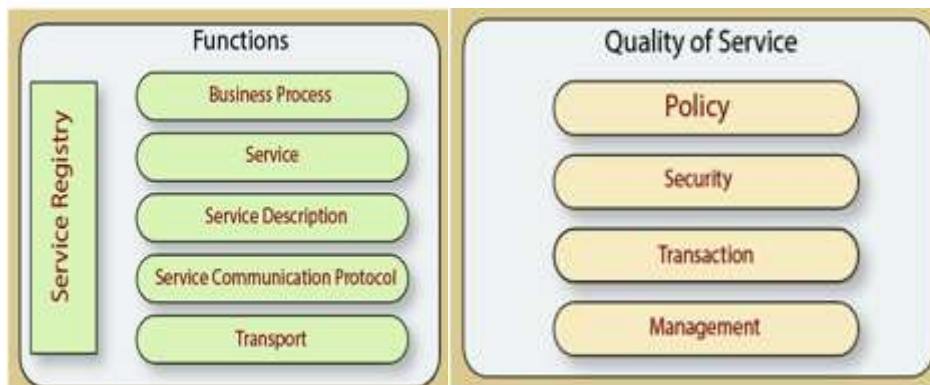 Functions
Service Registry
Business Process
Service
Service Description
Service Communication Protocol
Transport
Quality of Service
Policy
Security
Transaction
Management